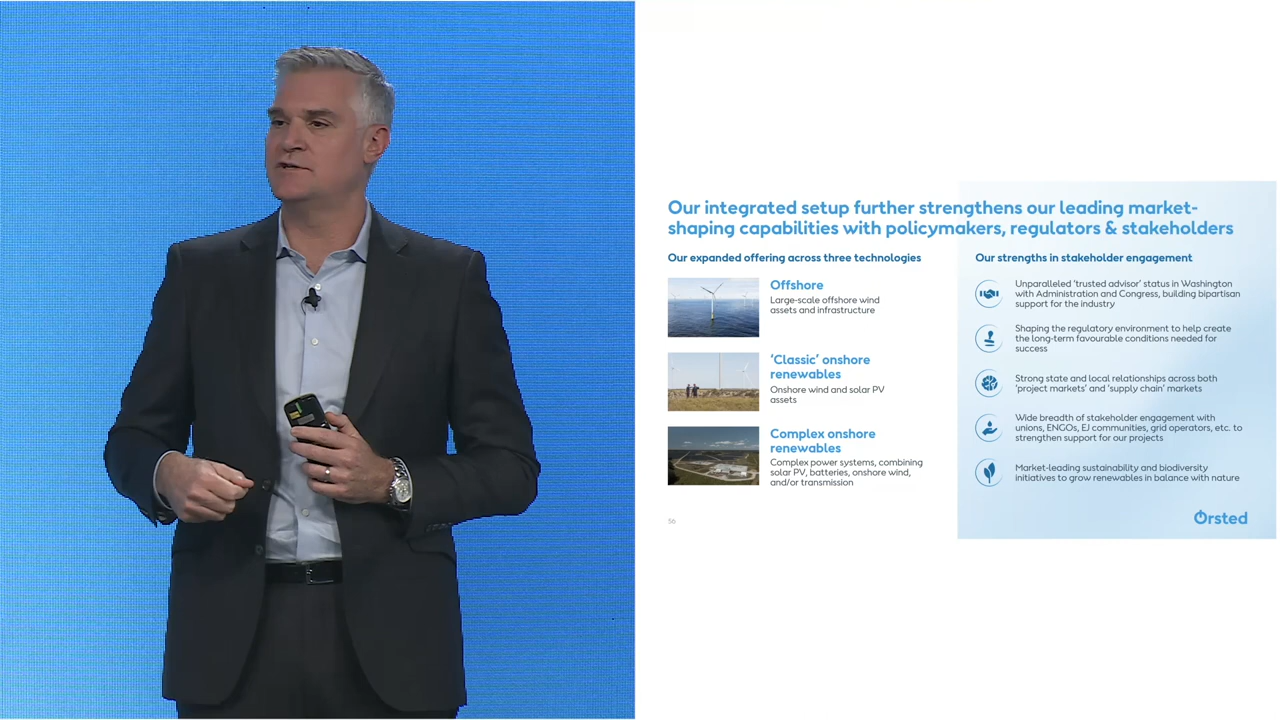 Our integrated setup further strengthens our leading market-
shaping capabilities with policymakers, regulators & stakeholders
Our expanded offering across three technologies
Offshore
Large-scale offshore wind
assets and infrastructure
‘Classic’ onshore
renewables
Onshore wind and solar PV
assets
Complex onshore
renewables
Complex power systems, combining
solar PV, batteries, onshore wind,
and/or transmission
56
Our strengths in stakeholder engagement
Unparalleled ‘trusted advisor’ status in Washington
with Administration and Congress, building bipartisan
support for the industry
Shaping the regulatory environment to help create
the long-term favourable conditions needed for
success
Strong state and local relationships across both
‘project markets’ and ‘supply chain’ markets
Wide breadth of stakeholder engagement with
unions, ENGOs, EJ communities, grid operators, etc. to
strengthen support for our projects
Market-leading sustainability and biodiversity
initiatives to grow renewables in balance with nature
Ørsted